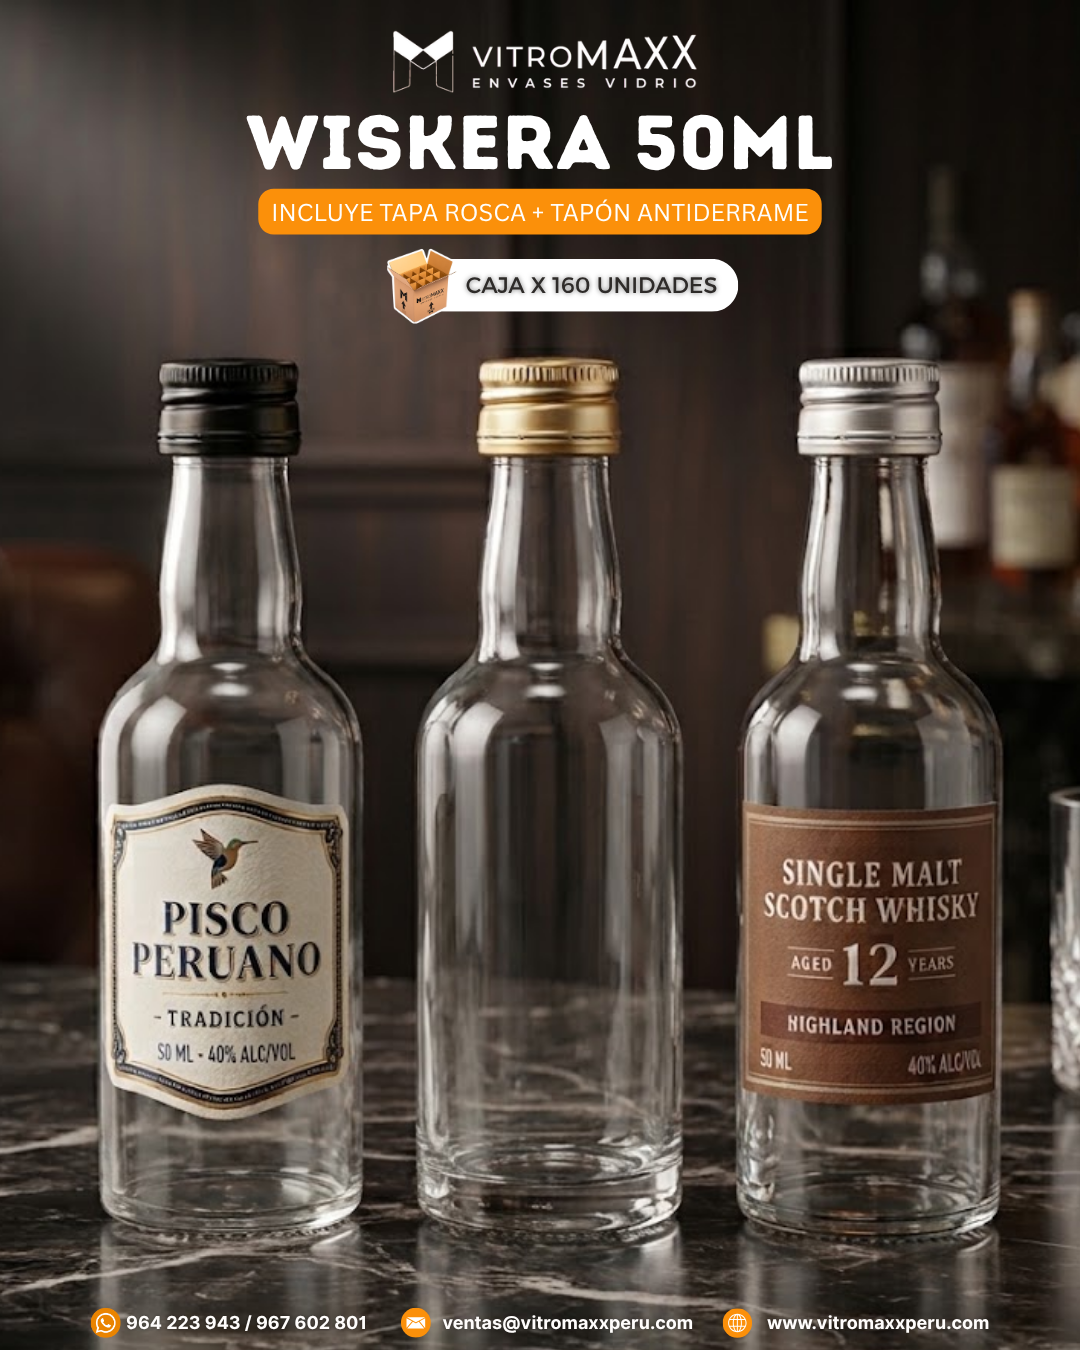 VITROMAXX
ENVASES VIDRIO
WISKERA 50ML
INCLUYE TAPA ROSCA + TAPÓN ANTIDERRAME
CAJA X 160 UNIDADES
PISCO
PERUANO
- TRADICIÓN -
50 ML - 40% ALC/VOL
SINGLE MALT
SCOTCH WHISKY
AGED 12 YEARS
HIGHLAND REGION
50 ML 40% ALC/VOL
964 223 943 / 967 602 801
ventas@vitromaxxperu.com
www.vitromaxxperu.com